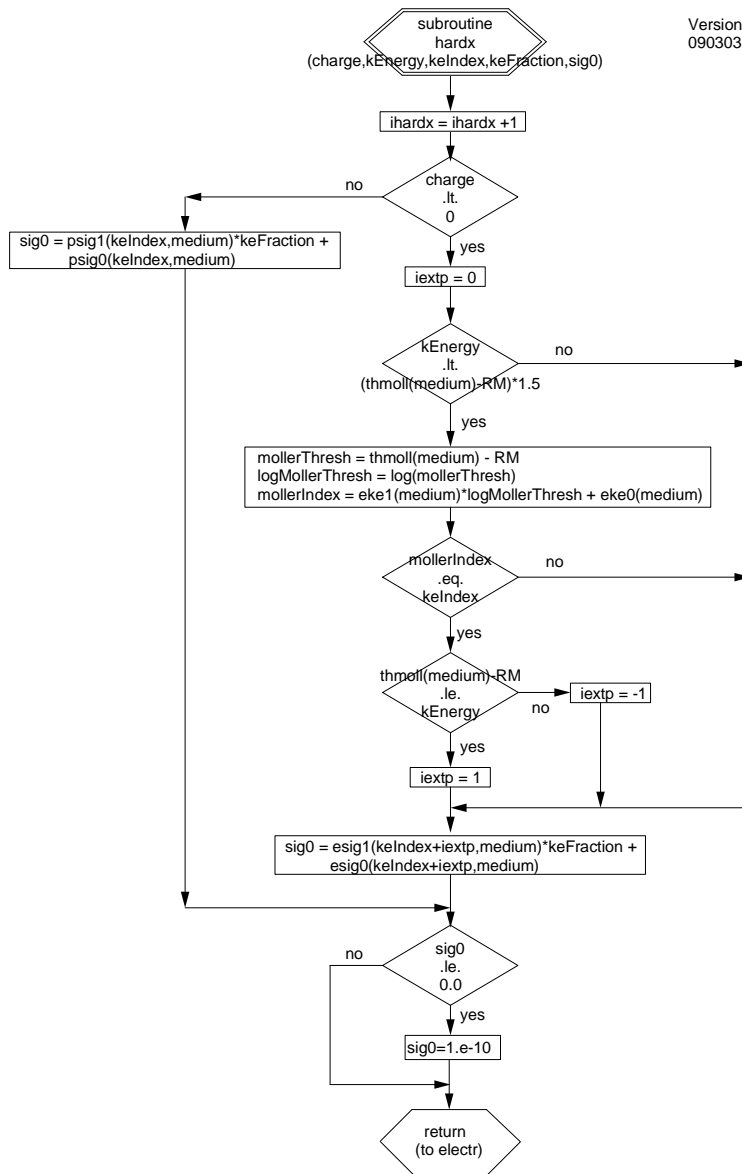 subroutine
hardx
(charge,kEnergy,keIndex,keFraction,sig0)
Version
090303
ihardx = ihardx +1
charge
.lt.
0
no
yes
sig0 = psig1(keIndex,medium)*keFraction +
psig0(keIndex,medium)
iextp = 0
kEnergy
.lt.
(thmoll(medium)-RM)*1.5
no
yes
mollerThresh = thmoll(medium) - RM
logMollerThresh = log(mollerThresh)
mollerIndex = eke1(medium)*logMollerThresh + eke0(medium)
mollerIndex
.eq.
keIndex
no
yes
thmoll(medium)-RM
.le.
kEnergy
no
iextp = -1
yes
iextp = 1
sig0 = esig1(keIndex+iextp,medium)*keFraction +
esig0(keIndex+iextp,medium)
sig0
.le.
0.0
no
yes
sig0=1.e-10
return
(to electr)